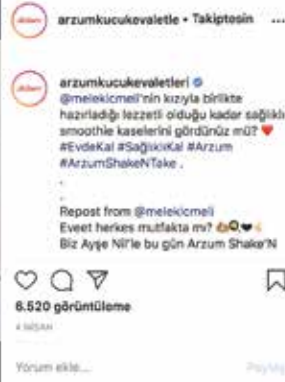 arzumkucukevaletle • Takiptesin ...
arzumkucukevaletleri
@melekicmeli'nin kızıyla birlikte
hazırladığı lezzetli olduğu kadar sağlıklı
smoothie kaselerini gördünüz mü? ❤️
#EvdeKal #SağlıklıKal #Arzum
#ArzumShakeNTake .
.
.
Repost from @melekicmeli
Eveet herkes mutfakta mı?
Biz Ayşe Nil'le bu gün Arzum Shake'N
6.520 görüntüleme
4 NİSAN
Yorum ekle...